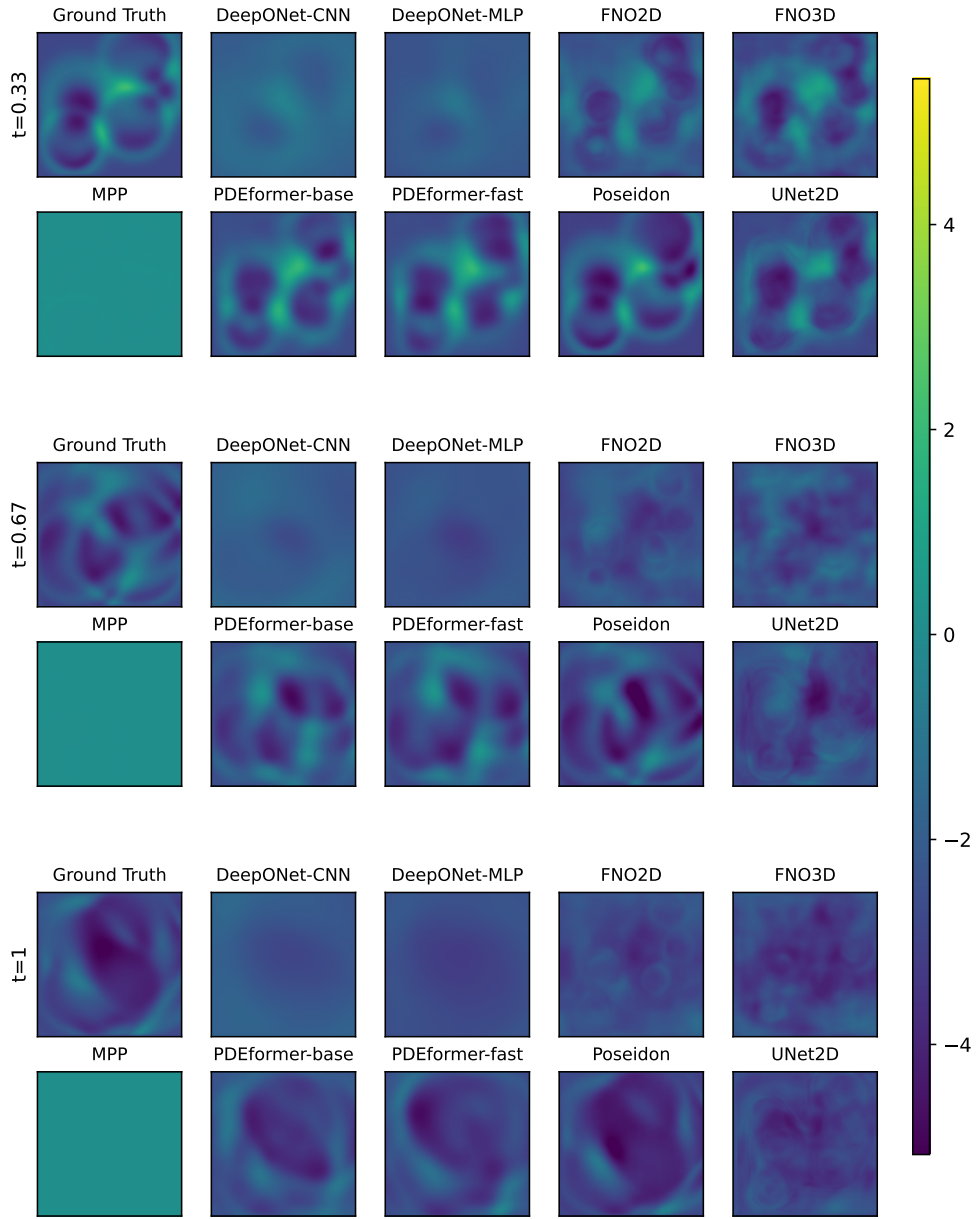 Ground Truth
DeepONet-CNN
DeepONet-MLP
FNO2D
FNO3D
t=0.33
MPP
PDEformer-base
PDEformer-fast
Poseidon
UNet2D
Ground Truth
DeepONet-CNN
DeepONet-MLP
FNO2D
FNO3D
t=0.67
MPP
PDEformer-base
PDEformer-fast
Poseidon
UNet2D
Ground Truth
DeepONet-CNN
DeepONet-MLP
FNO2D
FNO3D
t=1
MPP
PDEformer-base
PDEformer-fast
Poseidon
UNet2D
4
2
0
−2
−4